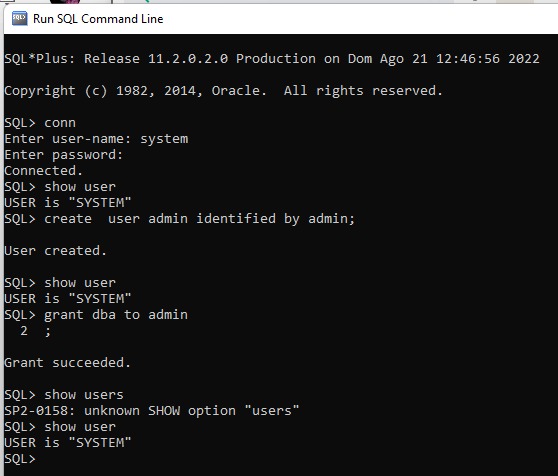 Run SQL Command Line
SQL*Plus: Release 11.2.0.2.0 Production on Dom Ago 21 12:46:56 2022
Copyright (c) 1982, 2014, Oracle.  All rights reserved.
SQL> conn
Enter user-name: system
Enter password:
Connected.
SQL> show user
USER is "SYSTEM"
SQL> create  user admin identified by admin;
User created.
SQL> show user
USER is "SYSTEM"
SQL> grant dba to admin
  2  ;
Grant succeeded.
SQL> show users
SP2-0158: unknown SHOW option "users"
SQL> show user
USER is "SYSTEM"
SQL>